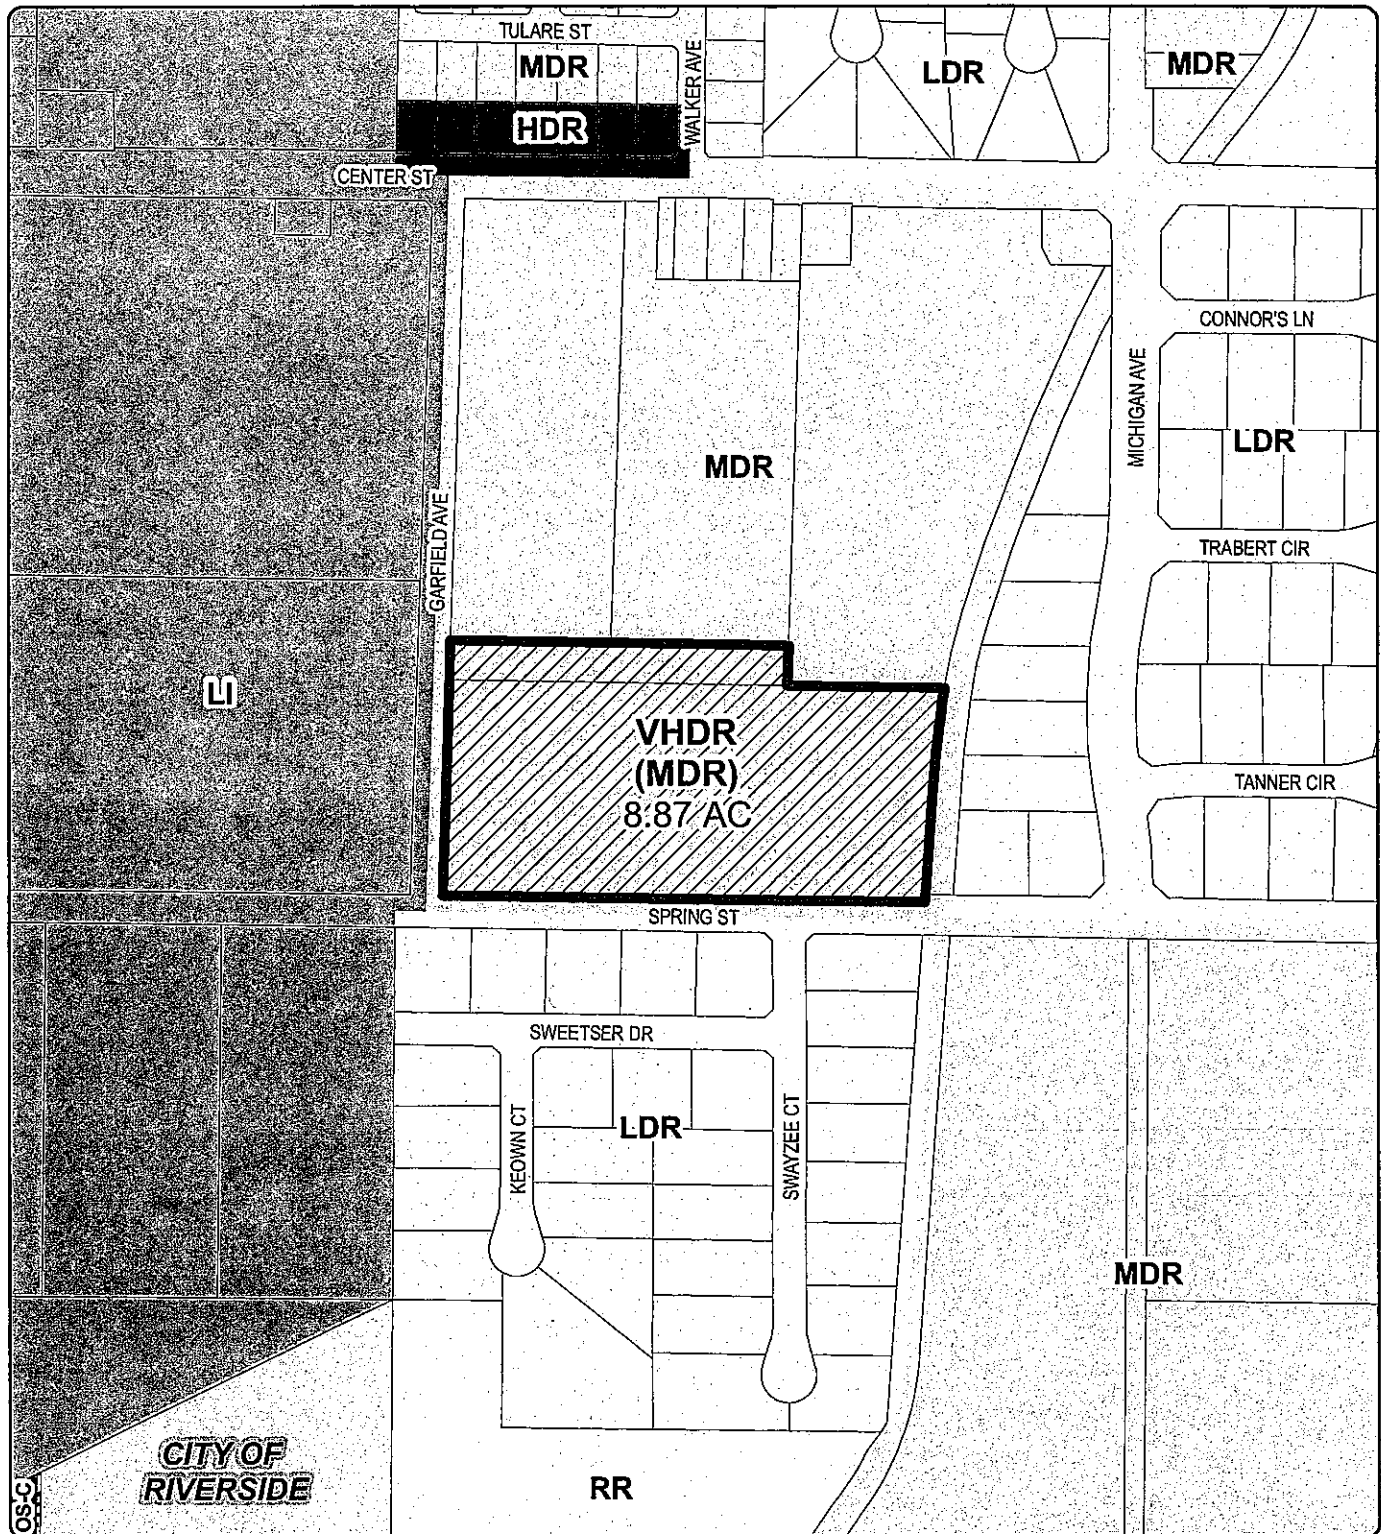 TULARE ST
MDR
WALKER AVE
LDR
MDR
HDR
CENTER ST
CONNOR'S LN
MICHIGAN AVE
LDR
MDR
GARFIELD AVE
TRABERT CIR
LI
VHDR
(MDR)
8.87 AC
TANNER CIR
SPRING ST
SWEETSER DR
KEOWN CT
LDR
SWAYZEE CT
MDR
CITY OF
RIVERSIDE
RR
OS-C